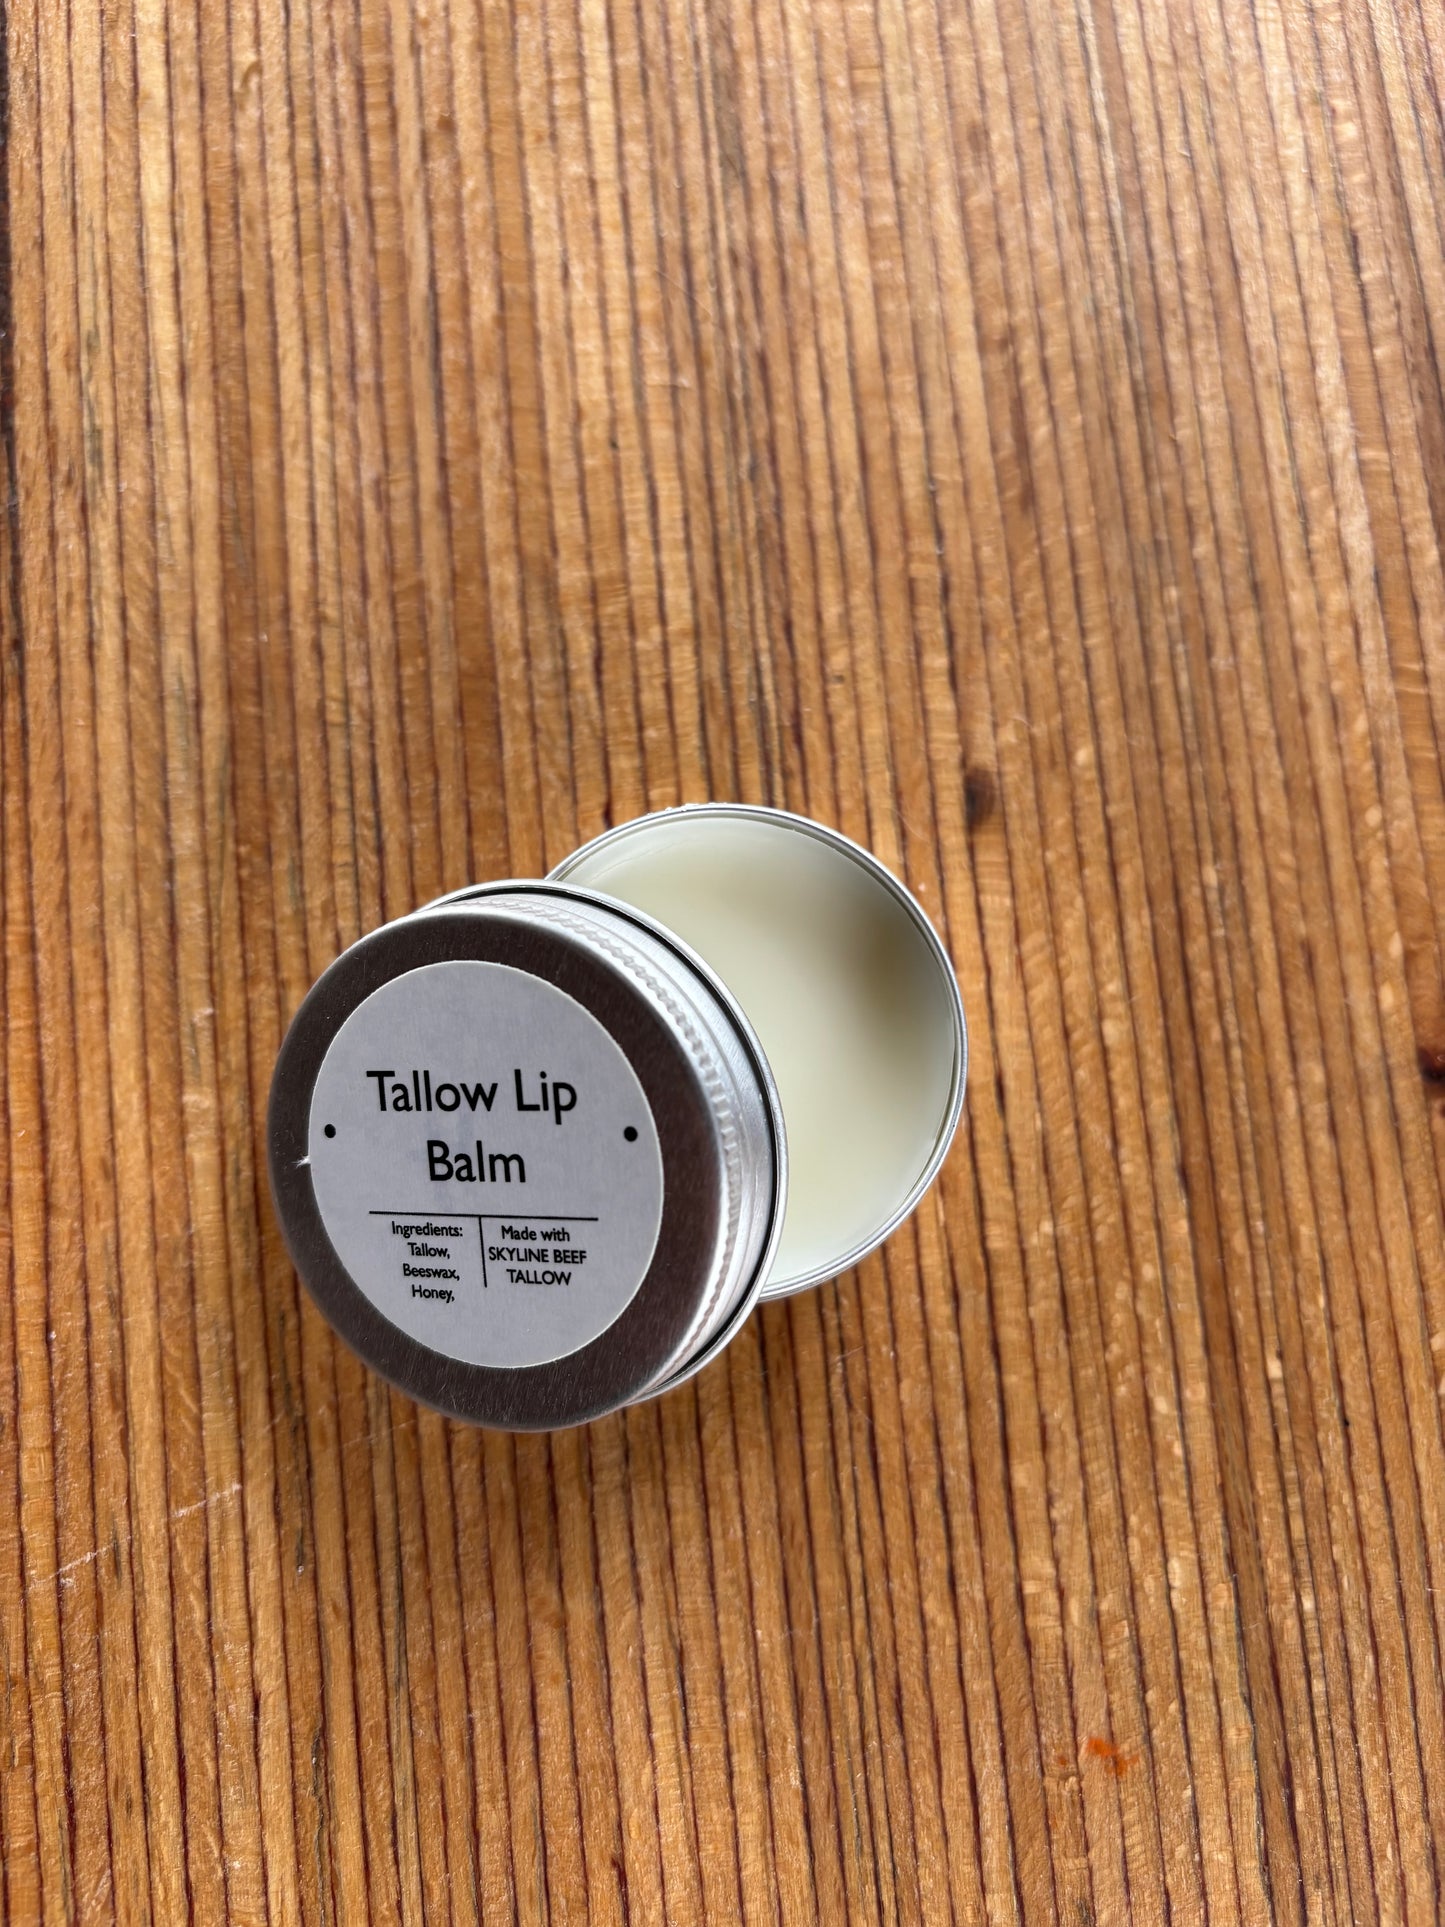 Tallow Lip
Balm
Ingredients:
Tallow,
Beeswax,
Honey,
Made with
SKYLINE BEEF
TALLOW